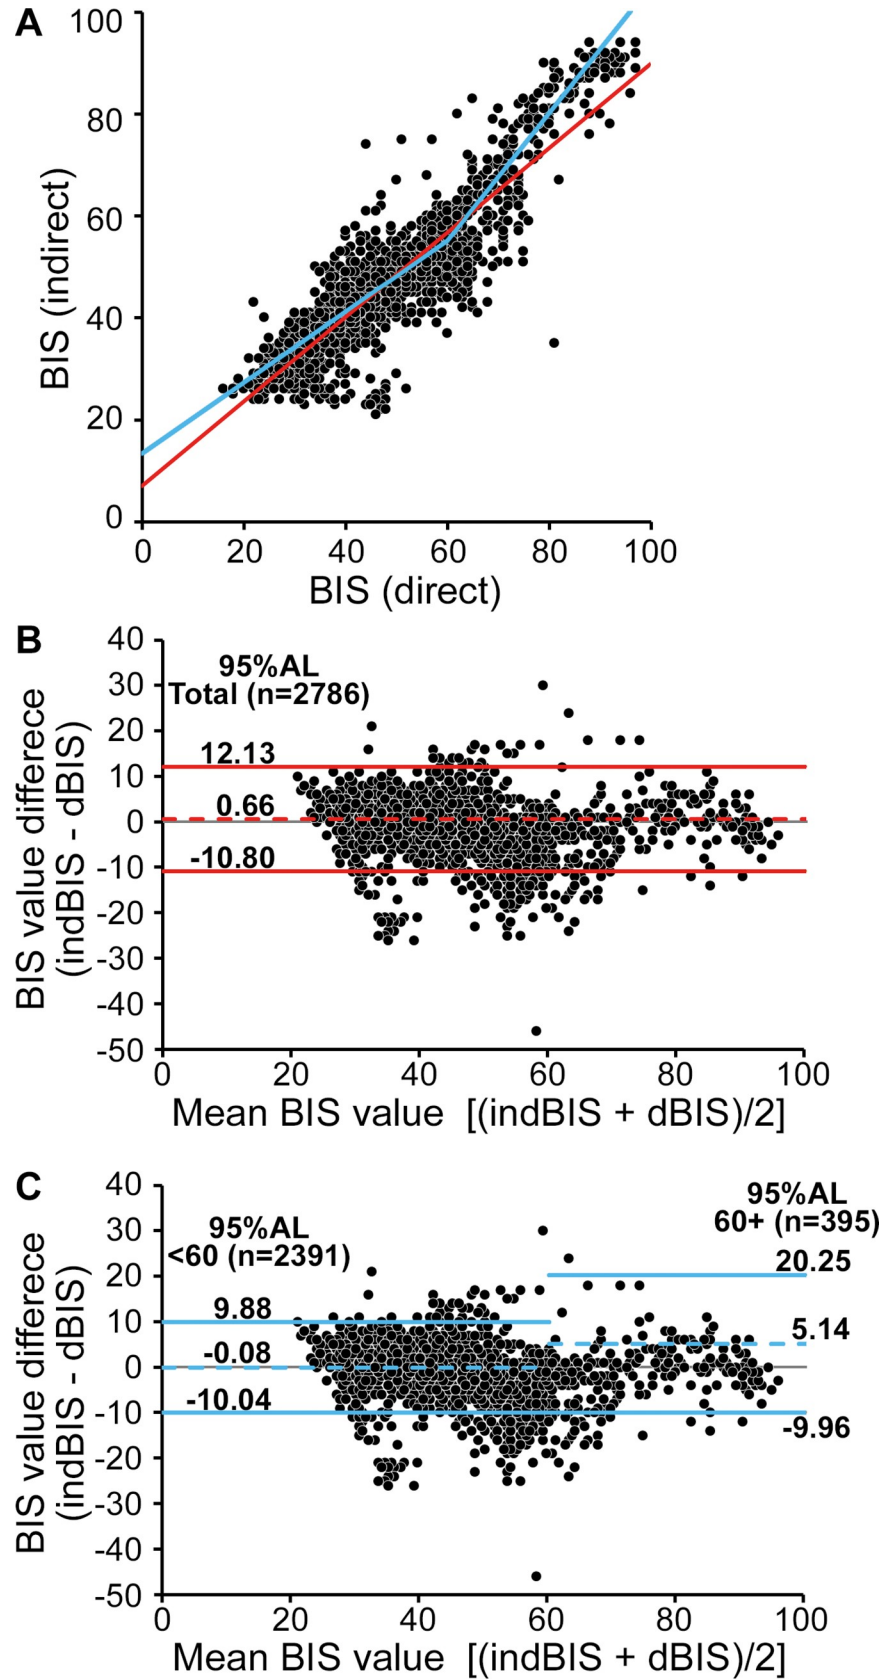 A
100
80
60
40
20
0
BIS (indirect)
0 20 40 60 80 100
BIS (direct)
B
40
30
20
10
0
-10
-20
-30
-40
-50
BIS value differece
(indBIS - dBIS)
95%AL
Total (n=2786)
12.13
0.66
-10.80
0 20 40 60 80 100
Mean BIS value [(indBIS + dBIS)/2]
C
40
30
20
10
0
-10
-20
-30
-40
-50
BIS value differece
(indBIS - dBIS)
95%AL
<60 (n=2391)
9.88
-0.08
-10.04
95%AL
60+ (n=395)
20.25
5.14
-9.96
0 20 40 60 80 100
Mean BIS value [(indBIS + dBIS)/2]